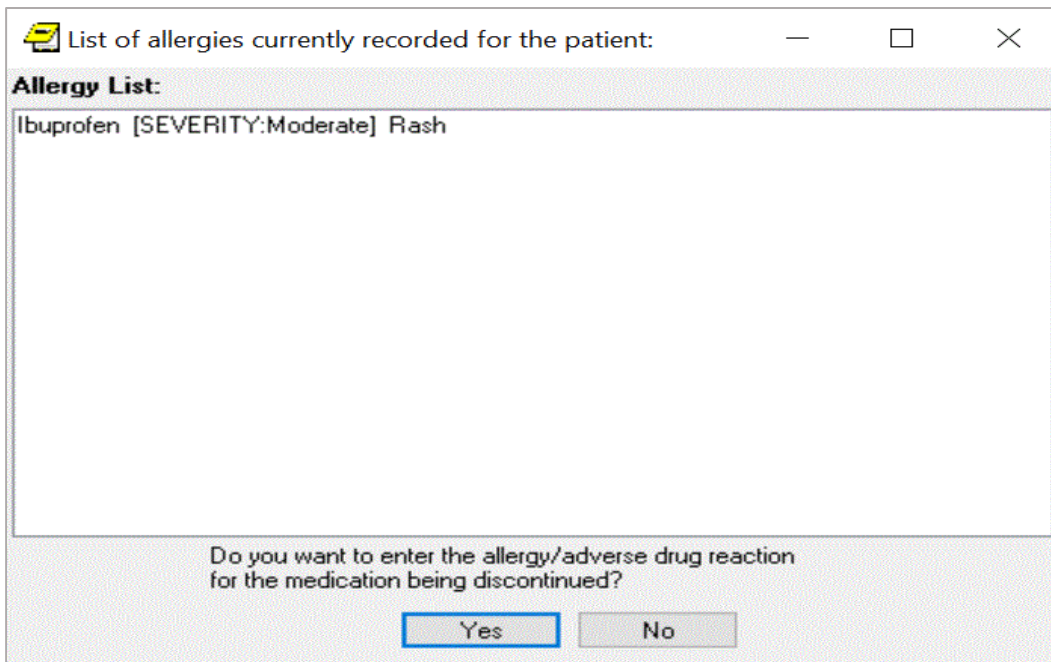 List of allergies currently recorded for the patient:
Allergy List:
Ibuprofen [SEVERITY:Moderate] Rash
Do you want to enter the allergy/adverse drug reaction
for the medication being discontinued?
Yes No